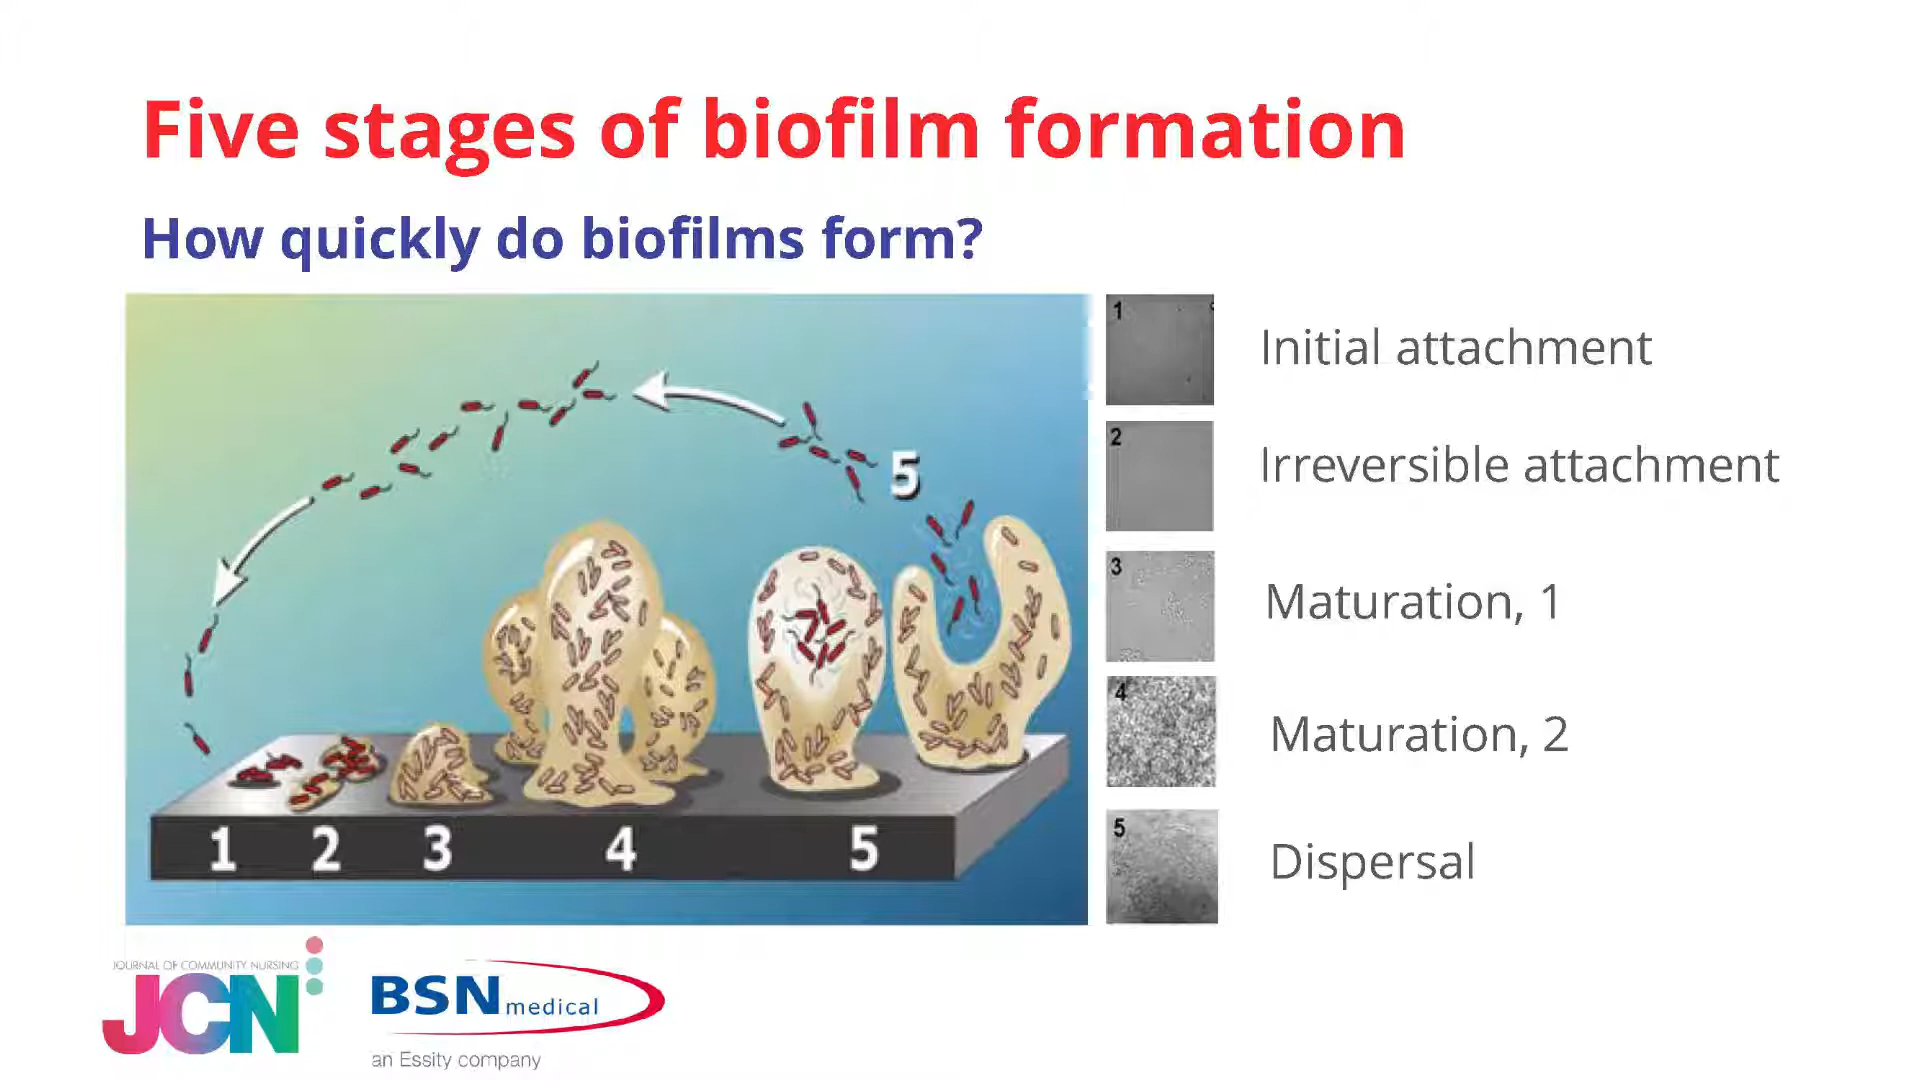 Five stages of biofilm formation
How quickly do biofilms form?
5
1 2 3 4 5
1
Initial attachment
2
Irreversible attachment
3
Maturation, 1
4
Maturation, 2
5
Dispersal
JOURNAL OF COMMUNITY NURSING
JCN
BSN medical
an Essity company